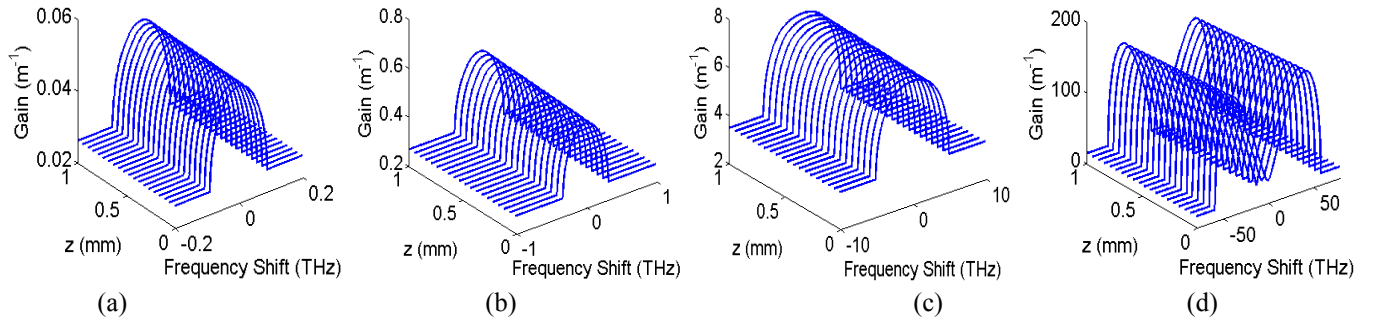 0.06
0.04
0.02
Gain (m-1)
1
0.5
0
z (mm)
-0.2
0
0.2
Frequency Shift (THz)
(a)
0.8
0.6
0.4
0.2
Gain (m-1)
1
0.5
0
z (mm)
-1
0
1
Frequency Shift (THz)
(b)
8
6
4
2
Gain (m-1)
1
0.5
0
z (mm)
-10
0
10
Frequency Shift (THz)
(c)
200
100
0
Gain (m-1)
1
0.5
0
z (mm)
-50
0
50
Frequency Shift (THz)
(d)